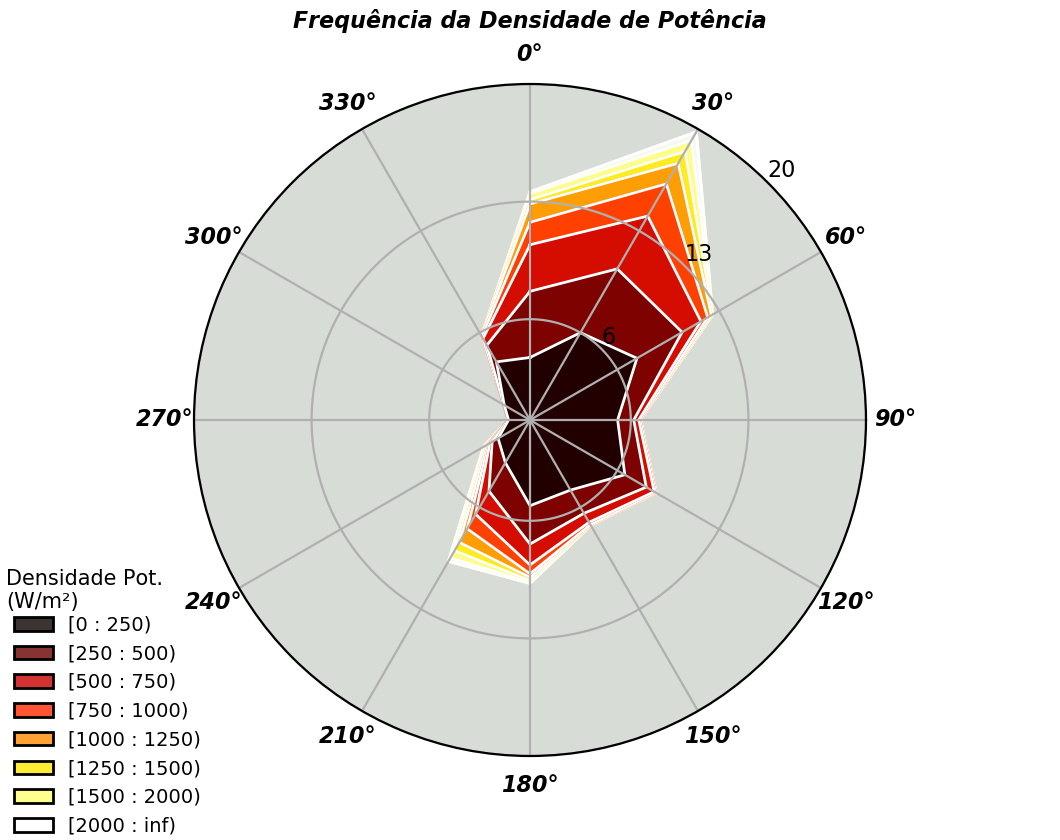 Frequência da Densidade de Potência
0°
330°
30°
20
300°
60°
13
6
270°
90°
240°
120°
210°
150°
180°
Densidade Pot.
(W/m²)
[0 : 250)
[250 : 500)
[500 : 750)
[750 : 1000)
[1000 : 1250)
[1250 : 1500)
[1500 : 2000)
[2000 : inf)